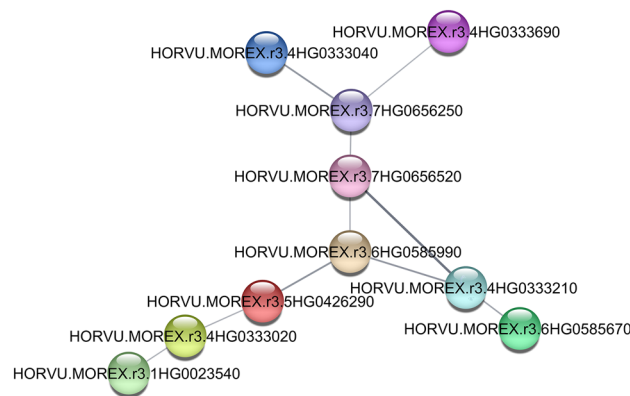 HORVU.MOREX.r3.4HG0333690
HORVU.MOREX.r3.4HG0333040
HORVU.MOREX.r3.7HG0656250
HORVU.MOREX.r3.7HG0656520
HORVU.MOREX.r3.6HG0585990
HORVU.MOREX.r3.4HG0333210
HORVU.MOREX.r3.5HG0426290
HORVU.MOREX.r3.6HG0585670
HORVU.MOREX.r3.4HG0333020
HORVU.MOREX.r3.1HG0023540